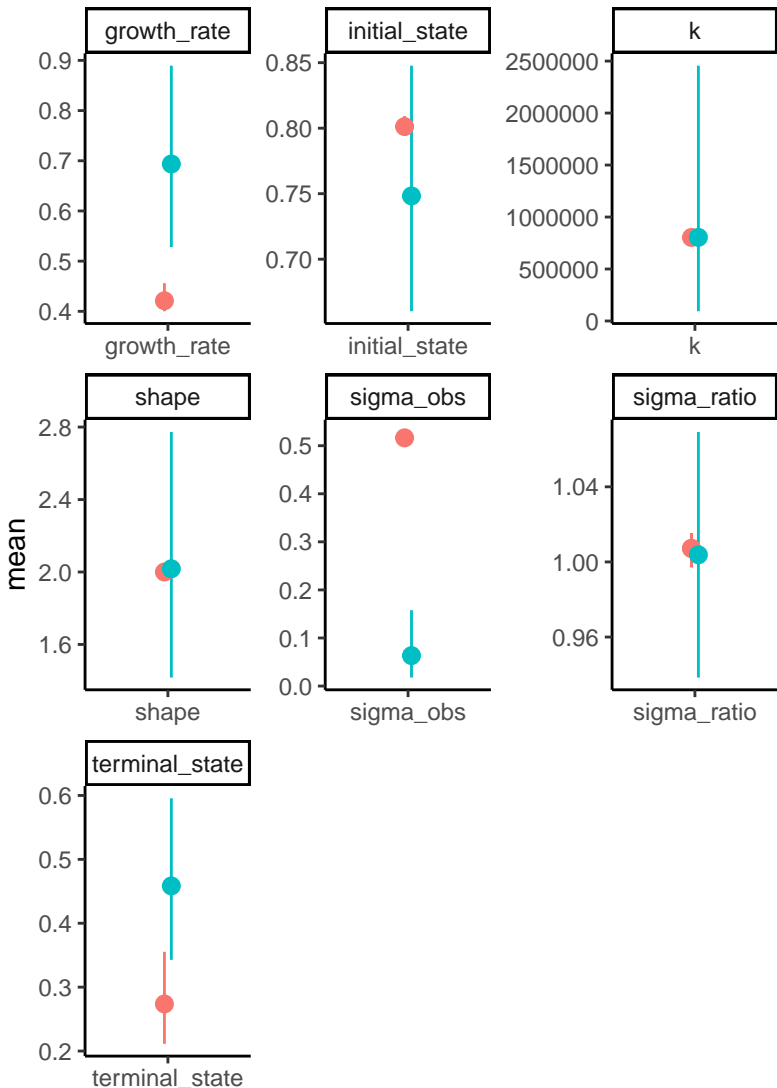 mean
growth_rate
0.9
0.8
0.7
0.6
0.5
0.4
growth_rate
initial_state
0.85
0.80
0.75
0.70
initial_state
k
2500000
2000000
1500000
1000000
500000
0
k
shape
2.8
2.4
2.0
1.6
shape
sigma_obs
0.5
0.4
0.3
0.2
0.1
0.0
sigma_obs
sigma_ratio
1.04
1.00
0.96
sigma_ratio
terminal_state
0.6
0.5
0.4
0.3
0.2
terminal_state